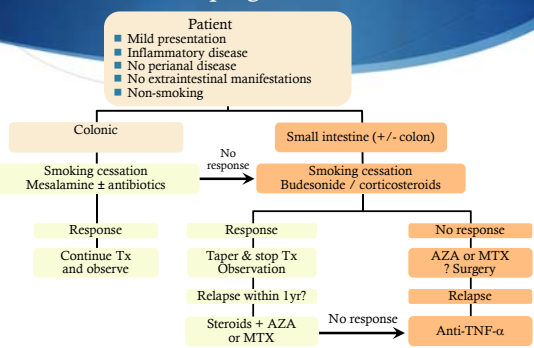 Patient
Mild presentation
Inflammatory disease
No perianal disease
No extraintestinal manifestations
Non-smoking
Colonic
Small intestine (+/- colon)
Smoking cessation
Mesalamine ± antibiotics
No
response
Smoking cessation
Budesonide / corticosteroids
Response
Continue Tx
and observe
Response
Taper & stop Tx
Observation
Relapse within 1yr?
Steroids + AZA
or MTX
No response
No response
AZA or MTX
? Surgery
Relapse
Anti-TNF-α